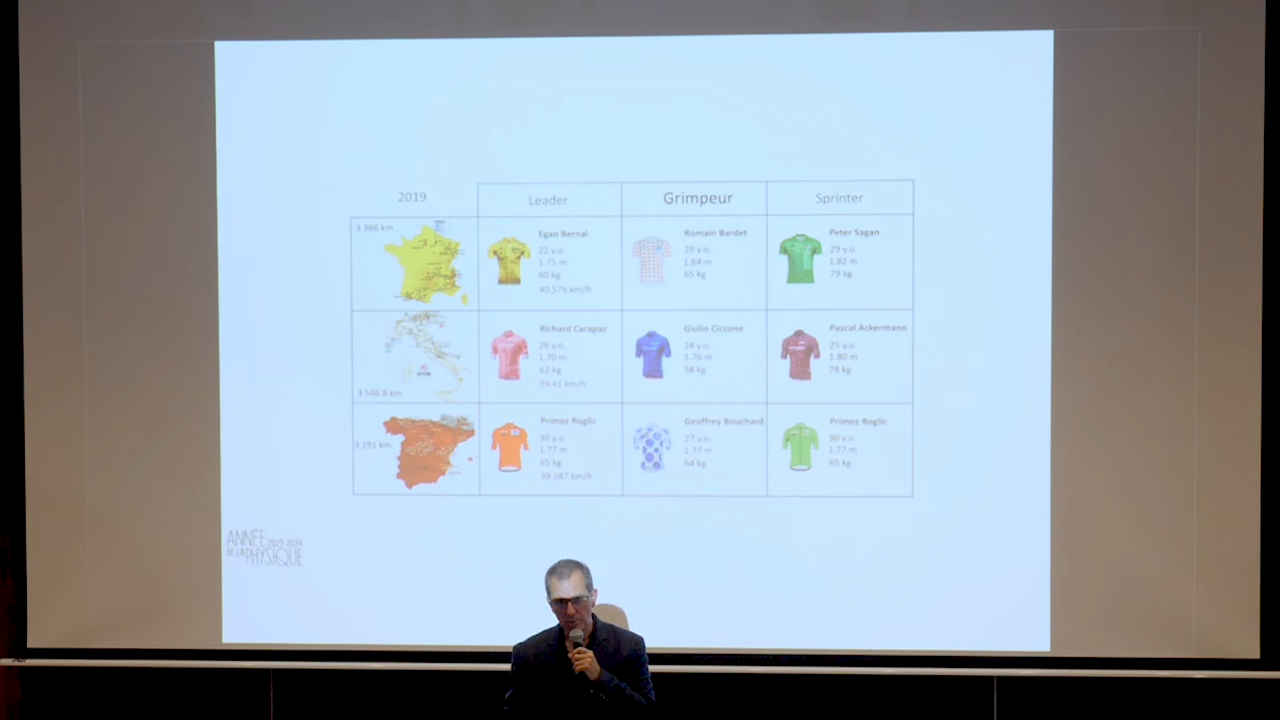 2019
Leader
Grimpeur
Sprinter
3 366 km
Egan Bernal
22 y.o.
1.75 m
60 kg
40,576 km/h
Romain Bardet
29 y.o.
1.84 m
65 kg
Peter Sagan
29 y.o.
1.82 m
79 kg
3 546.8 km
Richard Carapaz
26 y.o.
1.70 m
62 kg
39.41 km/h
Giulio Ciccone
24 y.o.
1.76 m
58 kg
Pascal Ackermann
25 y.o.
1.80 m
78 kg
3 291 km
Primoz Roglic
30 y.o.
1.77 m
65 kg
39,587 km/h
Geoffrey Bouchard
27 y.o.
1.77 m
64 kg
Primoz Roglic
30 y.o.
1.77 m
65 kg
ANNÉE 2023 2024
DE LA PHYSIQUE